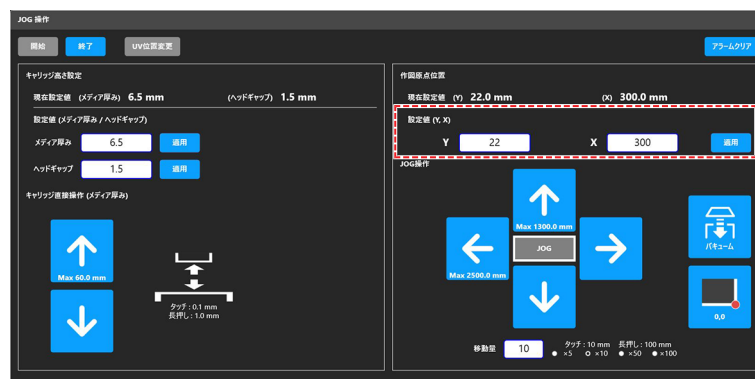 JOG 操作
開始 終了 UV位置変更 アラームクリア
キャリッジ高さ設定
現在設定値 (メディア厚み) 6.5 mm (ヘッドギャップ) 1.5 mm
設定値 (メディア厚み / ヘッドギャップ)
メディア厚み 6.5 適用
ヘッドギャップ 1.5 適用
キャリッジ直接操作 (メディア厚み)
Max 60.0 mm
タッチ : 0.1 mm
長押し : 1.0 mm
作図原点位置
現在設定値 (Y) 22.0 mm (X) 300.0 mm
設定値 (Y, X)
Y 22 X 300 適用
JOG操作
Max 1300.0 mm
JOG
Max 2500.0 mm
バキューム
0,0
移動量 10 タッチ : 10 mm 長押し : 100 mm
×5 ×10 ×50 ×100